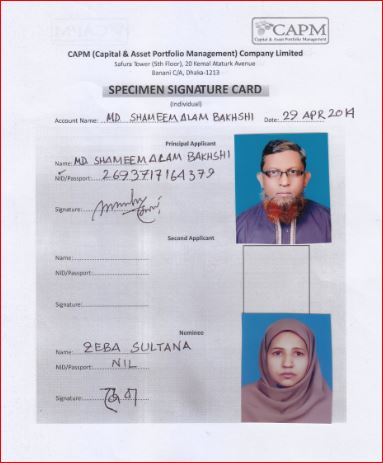 CAPM
Capital & Asset Portfolio Management
CAPM (Capital & Asset Portfolio Management) Company Limited
Safura Tower (5th Floor), 20 Kemal Ataturk Avenue
Banani C/A, Dhaka-1213
SPECIMEN SIGNATURE CARD
(Individual)
Account Name: MD. SHAMEEM ALAM BAKHSHI Date: 29 APR 2014
Principal Applicant
Name: MD. SHAMEEM ALAM BAKHSHI
NID/Passport: 2693717164379
Signature:
Second Applicant
Name:
NID/Passport:
Signature:
Nominee
Name: ZEBA SULTANA
NID/Passport: NIL
Signature: